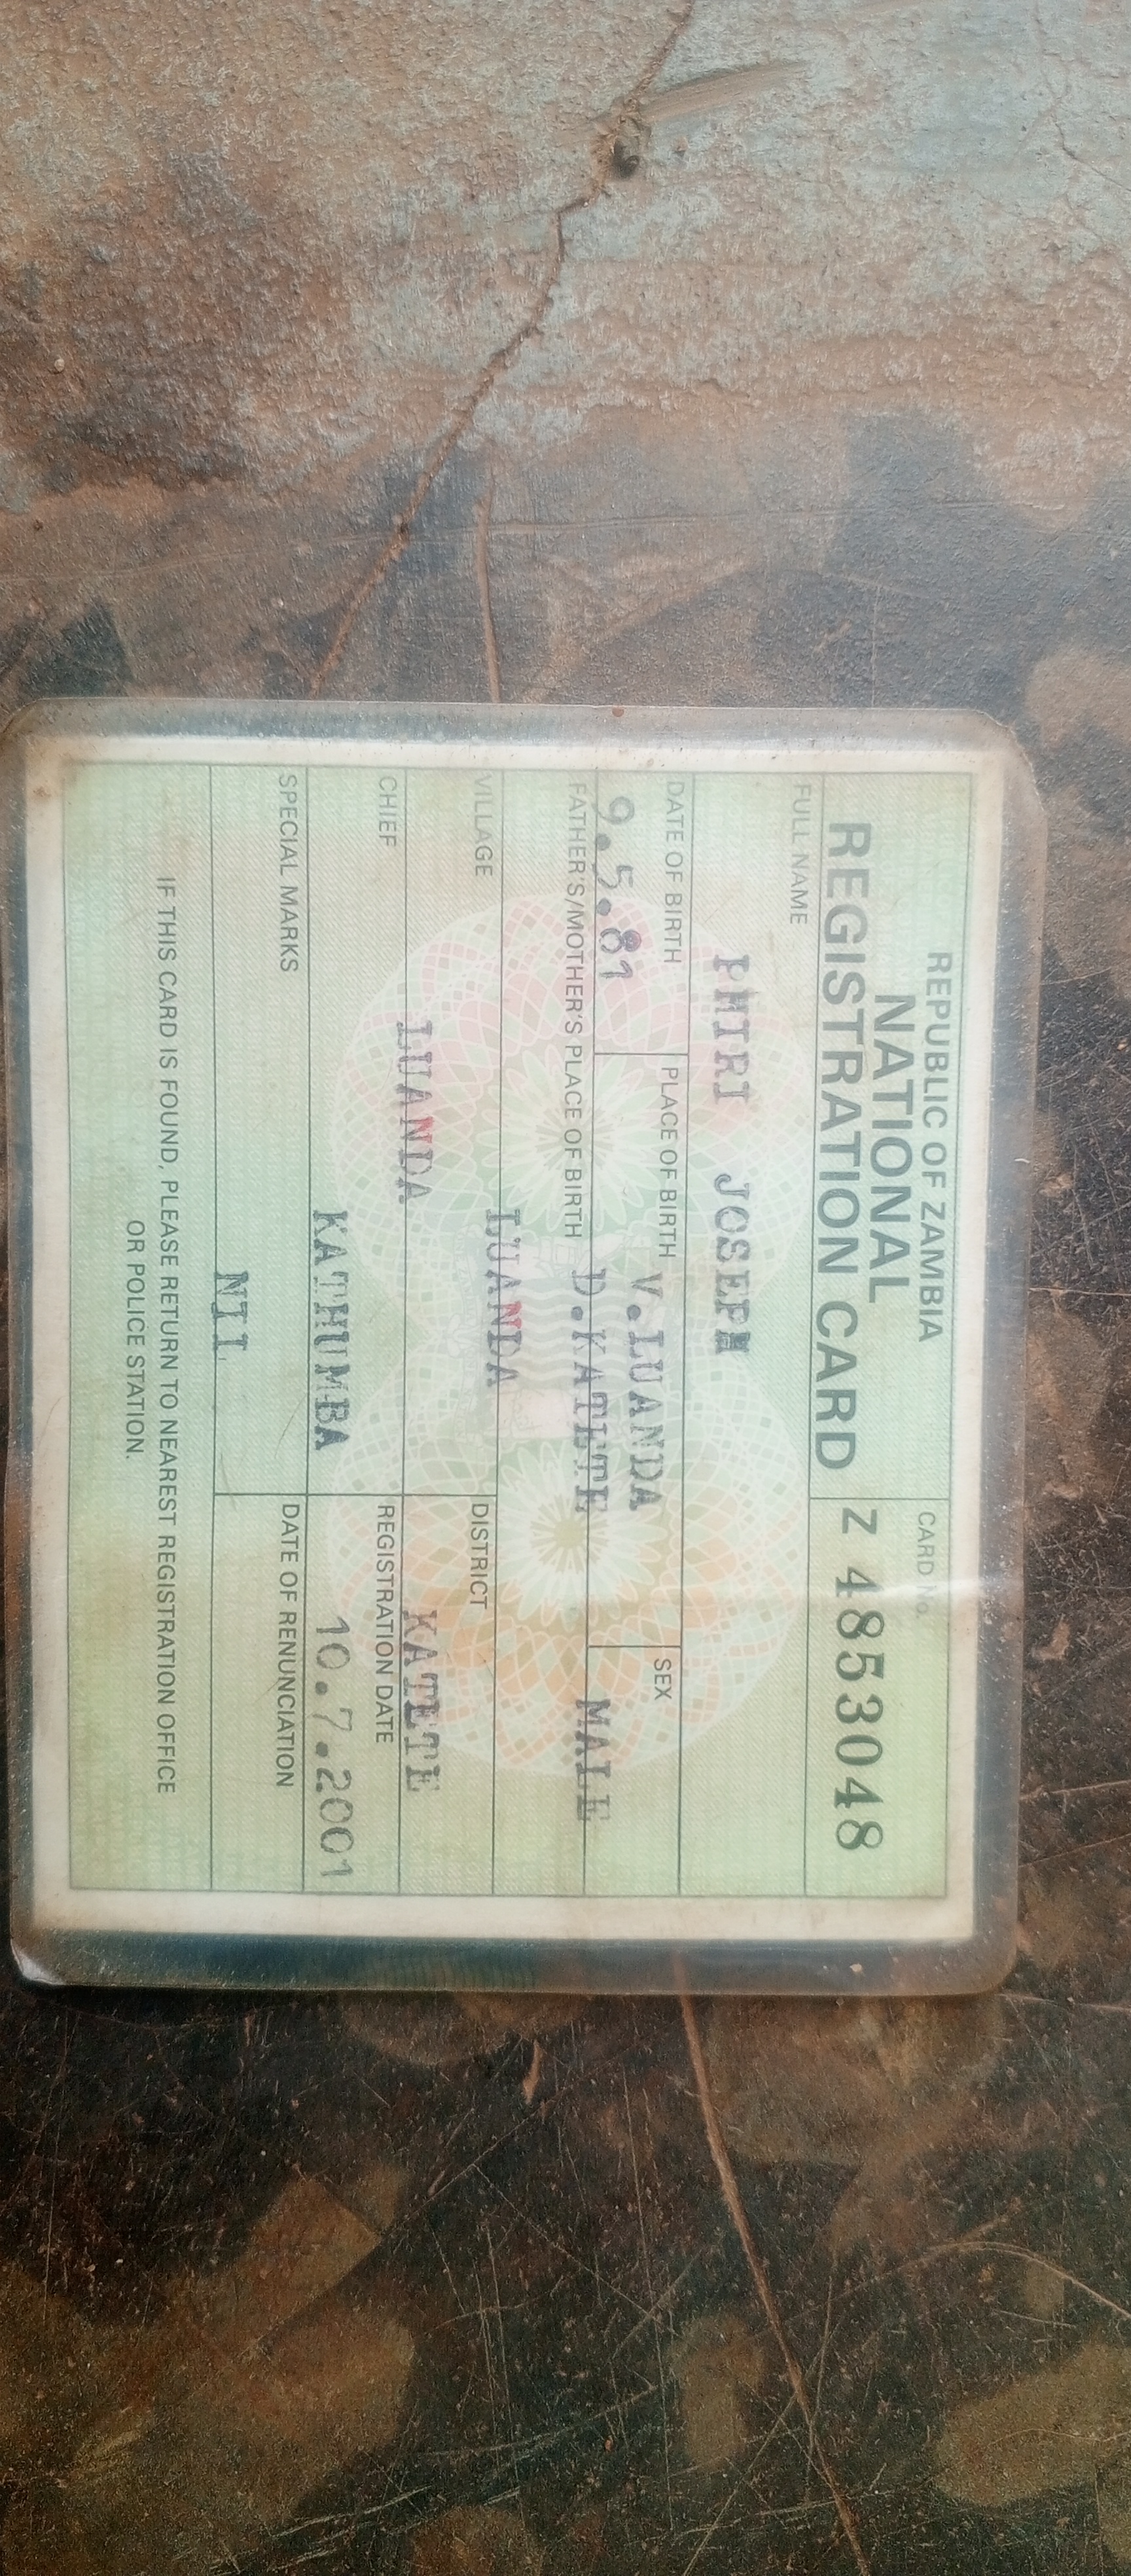 REPUBLIC OF ZAMBIA
NATIONAL
REGISTRATION CARD
CARD No.
Z 4853048
FULL NAME
PHIRI JOSEPH
DATE OF BIRTH
9.5.81
PLACE OF BIRTH
V.LUANDA
D.KATETE
SEX
MALE
FATHER'S/MOTHER'S PLACE OF BIRTH
LUANDA
VILLAGE
LUANDA
DISTRICT
KATETE
CHIEF
KATHUMBA
REGISTRATION DATE
10.7.2001
SPECIAL MARKS
NIL
DATE OF RENUNCIATION
IF THIS CARD IS FOUND, PLEASE RETURN TO NEAREST REGISTRATION OFFICE
OR POLICE STATION.